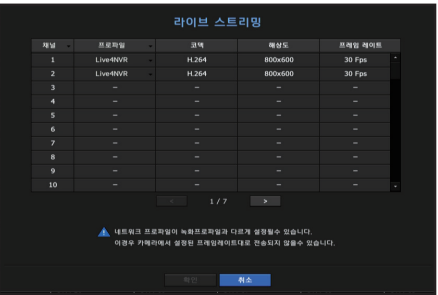 라이브 스트리밍
채널 프로파일 코덱 해상도 프레임 레이트
1 Live4NVR H.264 800x600 30 Fps
2 Live4NVR H.264 800x600 30 Fps
3 – – – –
4 – – – –
5 – – – –
6 – – – –
7 – – – –
8 – – – –
9 – – – –
10 – – – –
< 1 / 7 >
네트워크 프로파일이 녹화프로파일과 다르게 설정될수 있습니다.
이경우 카메라에서 설정된 프레임레이트대로 전송되지 않을수 있습니다.
확인 취소